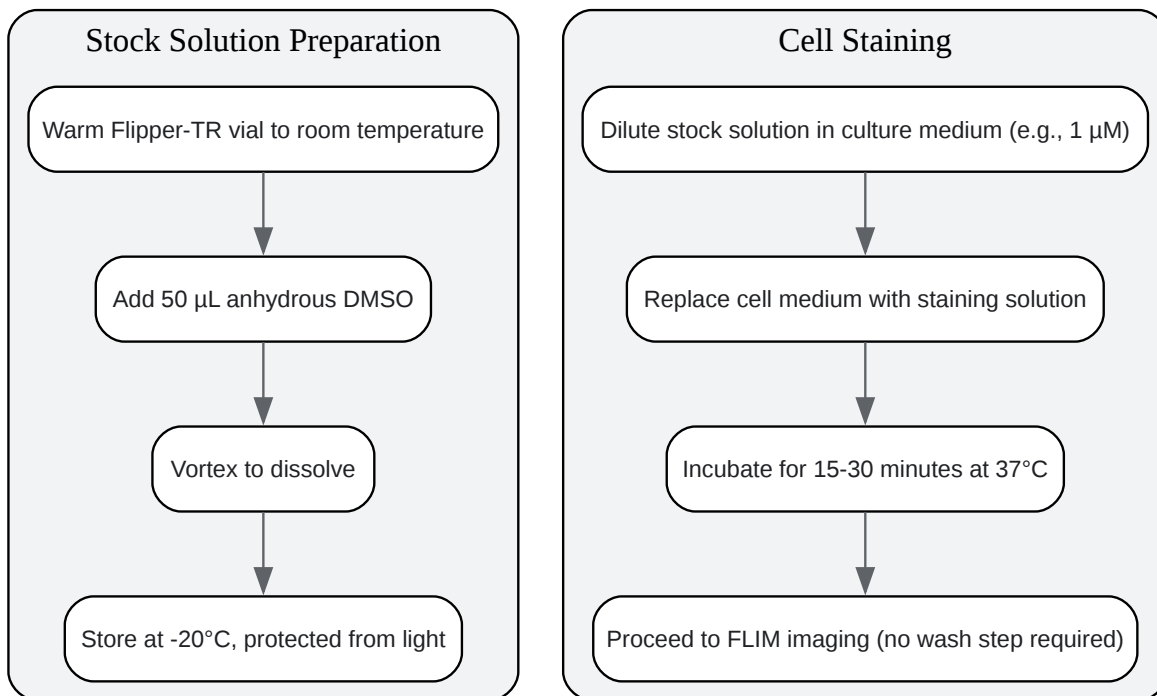 Stock Solution Preparation
Warm Flipper-TR vial to room temperature
Add 50 µL anhydrous DMSO
Vortex to dissolve
Store at -20°C, protected from light
Cell Staining
Dilute stock solution in culture medium (e.g., 1 µM)
Replace cell medium with staining solution
Incubate for 15-30 minutes at 37°C
Proceed to FLIM imaging (no wash step required)